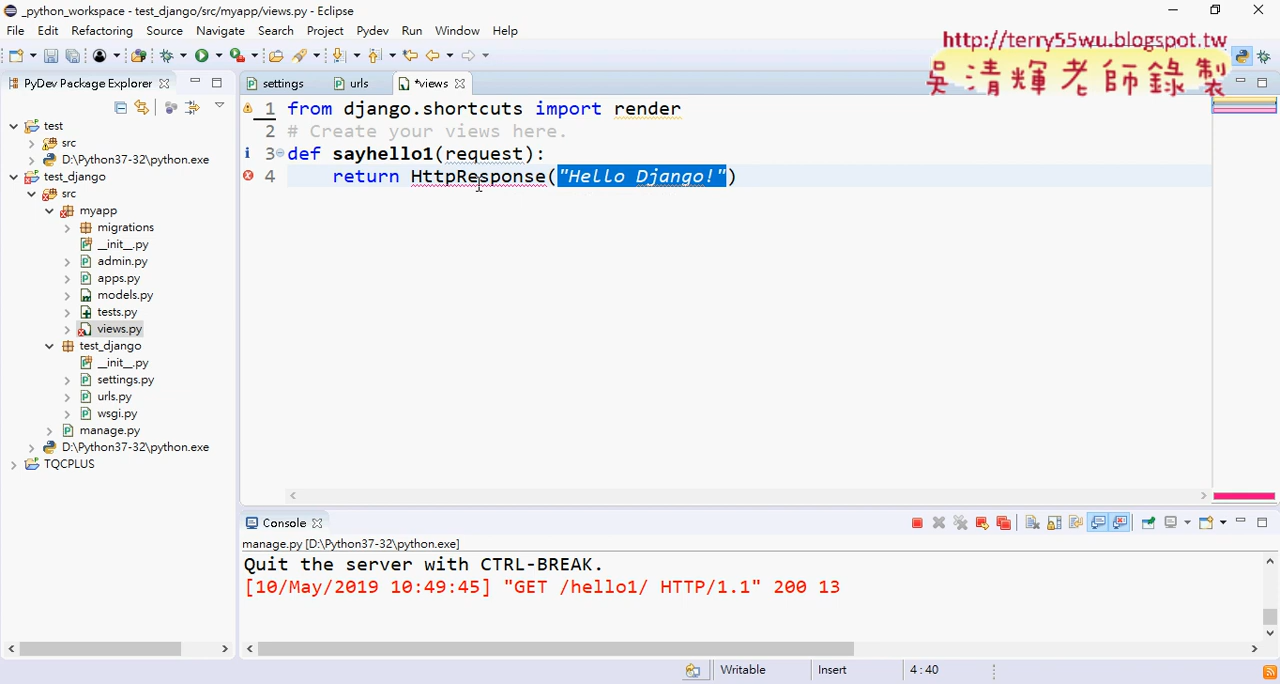 _python_workspace - test_django/src/myapp/views.py - Eclipse
File Edit Refactoring Source Navigate Search Project Pydev Run Window Help
http://terry55wu.blogspot.tw
吳清輝老師錄製
PyDev Package Explorer
settings urls *views
test
src
D:\Python37-32\python.exe
test_django
src
myapp
migrations
__init__.py
admin.py
apps.py
models.py
tests.py
views.py
test_django
__init__.py
settings.py
urls.py
wsgi.py
manage.py
D:\Python37-32\python.exe
TQCPLUS
1 from django.shortcuts import render
2 # Create your views here.
3 def sayhello1(request):
4 return HttpResponse("Hello Django!")
Console
manage.py [D:\Python37-32\python.exe]
Quit the server with CTRL-BREAK.
[10/May/2019 10:49:45] "GET /hello1/ HTTP/1.1" 200 13
Writable Insert 4:40